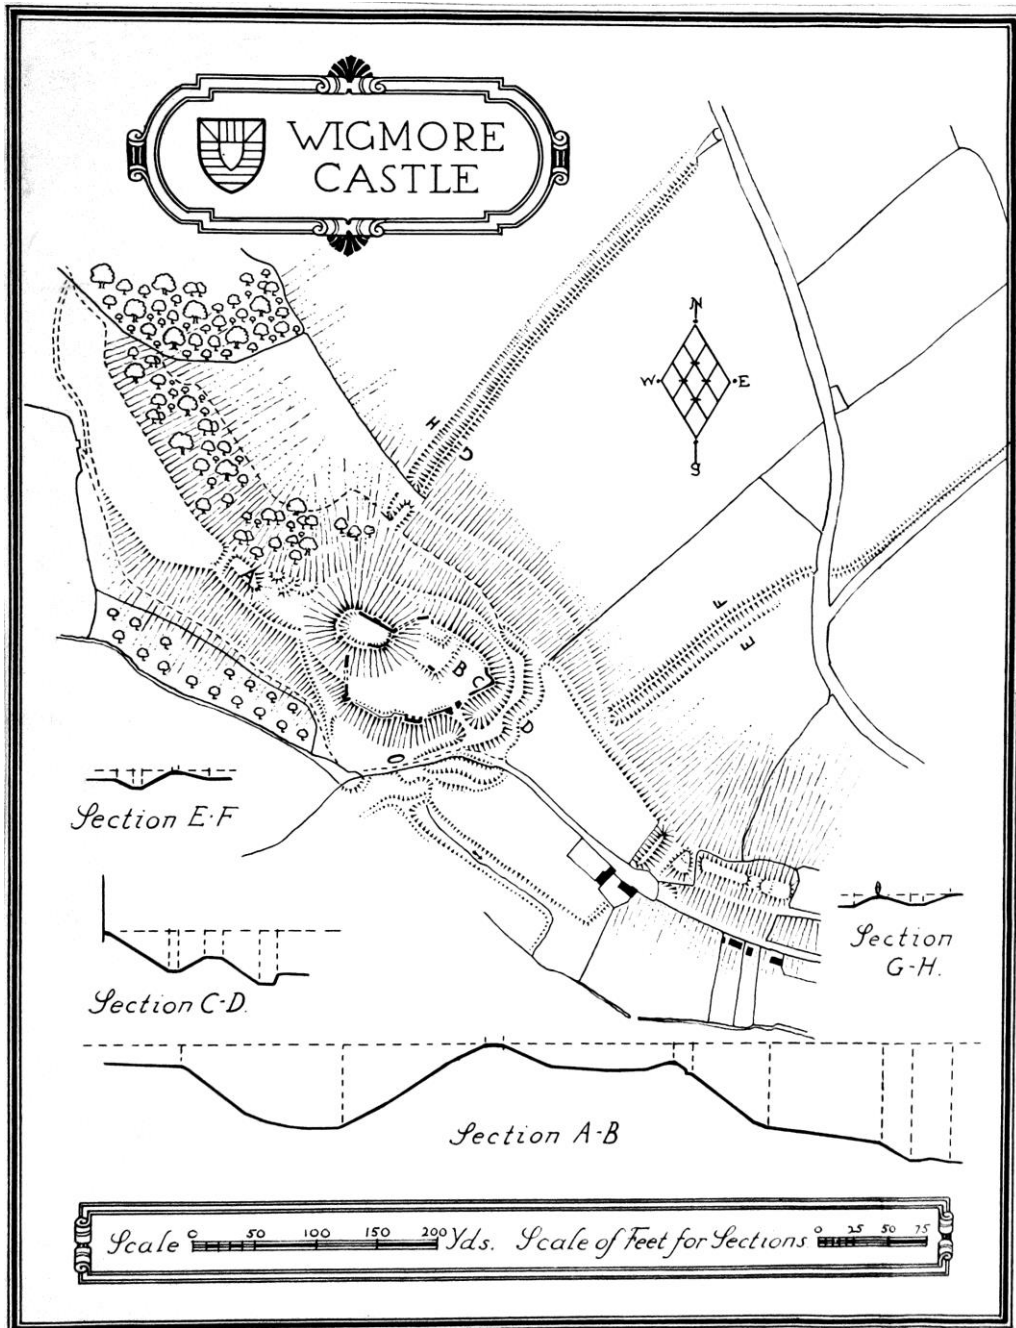 WIGMORE
CASTLE
N
W
E
S
H
G
A
F
E
B
C
D
Section E-F
Section
G-H.
Section C-D.
Section A-B
Scale 0 50 100 150 200 Yds. Scale of Feet for Sections 0 25 50 75